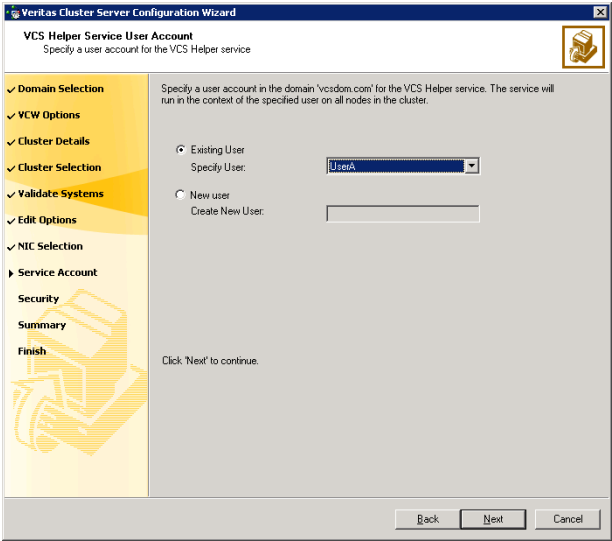 Veritas Cluster Server Configuration Wizard
VCS Helper Service User Account
Specify a user account for the VCS Helper service
Domain Selection
VCW Options
Cluster Details
Cluster Selection
Validate Systems
Edit Options
NIC Selection
Service Account
Security
Summary
Finish
Specify a user account in the domain 'vcsdom.com' for the VCS Helper service. The service will
run in the context of the specified user on all nodes in the cluster.
Existing User
Specify User:
UserA
New user
Create New User:
Click 'Next' to continue.
Back
Next
Cancel